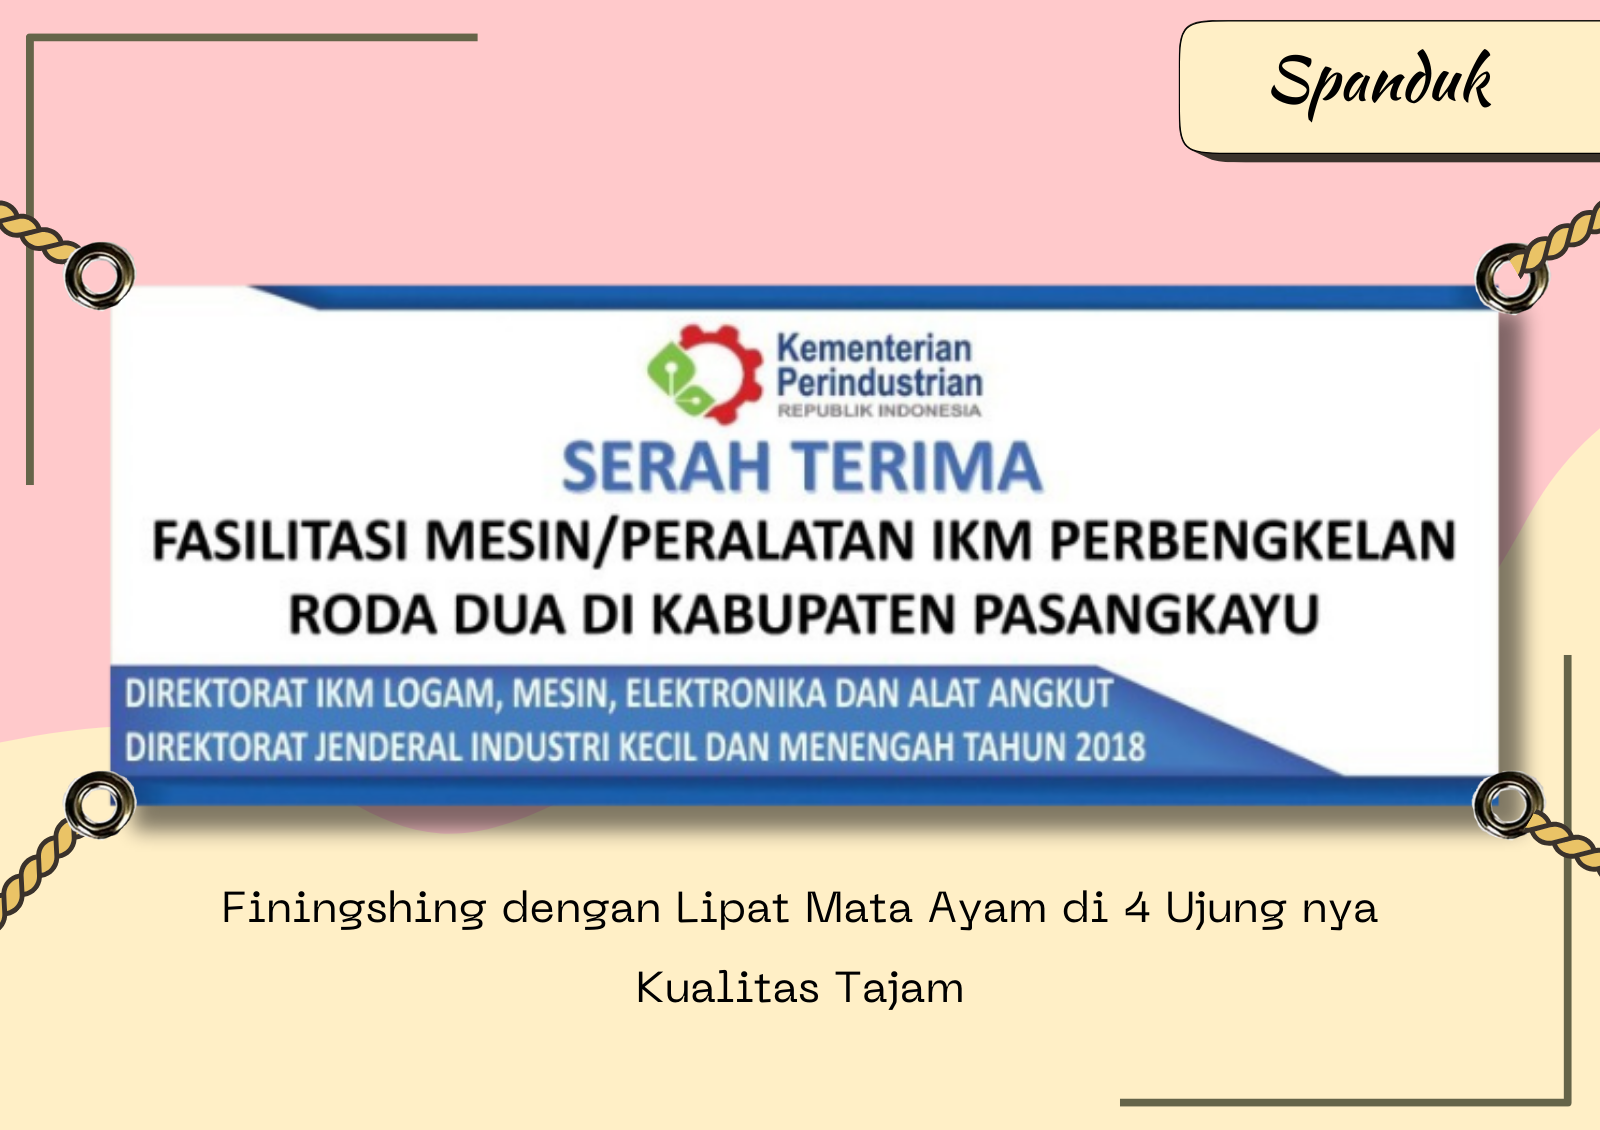 Spanduk
Kementerian
Perindustrian
REPUBLIK INDONESIA
SERAH TERIMA
FASILITASI MESIN/PERALATAN IKM PERBENGKELAN
RODA DUA DI KABUPATEN PASANGKAYU
DIREKTORAT IKM LOGAM, MESIN, ELEKTRONIKA DAN ALAT ANGKUT
DIREKTORAT JENDERAL INDUSTRI KECIL DAN MENENGAH TAHUN 2018
Finingshing dengan Lipat Mata Ayam di 4 Ujung nya
Kualitas Tajam